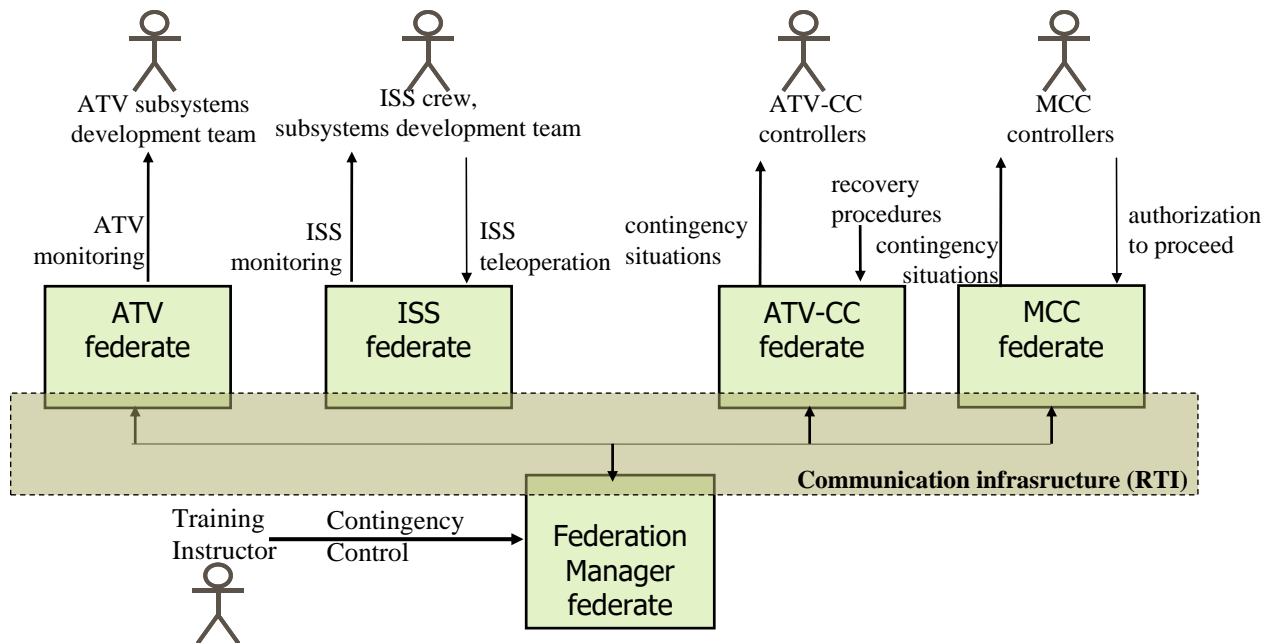 ATV subsystems
development team
ISS crew,
subsystems development team
ATV-CC
controllers
MCC
controllers
ATV
monitoring
ISS
monitoring
ISS
teleoperation
contingency
situations
recovery
procedures
contingency
situations
authorization
to proceed
ATV
federate
ISS
federate
ATV-CC
federate
MCC
federate
Communication infrasructure (RTI)
Training
Instructor
Contingency
Control
Federation
Manager
federate